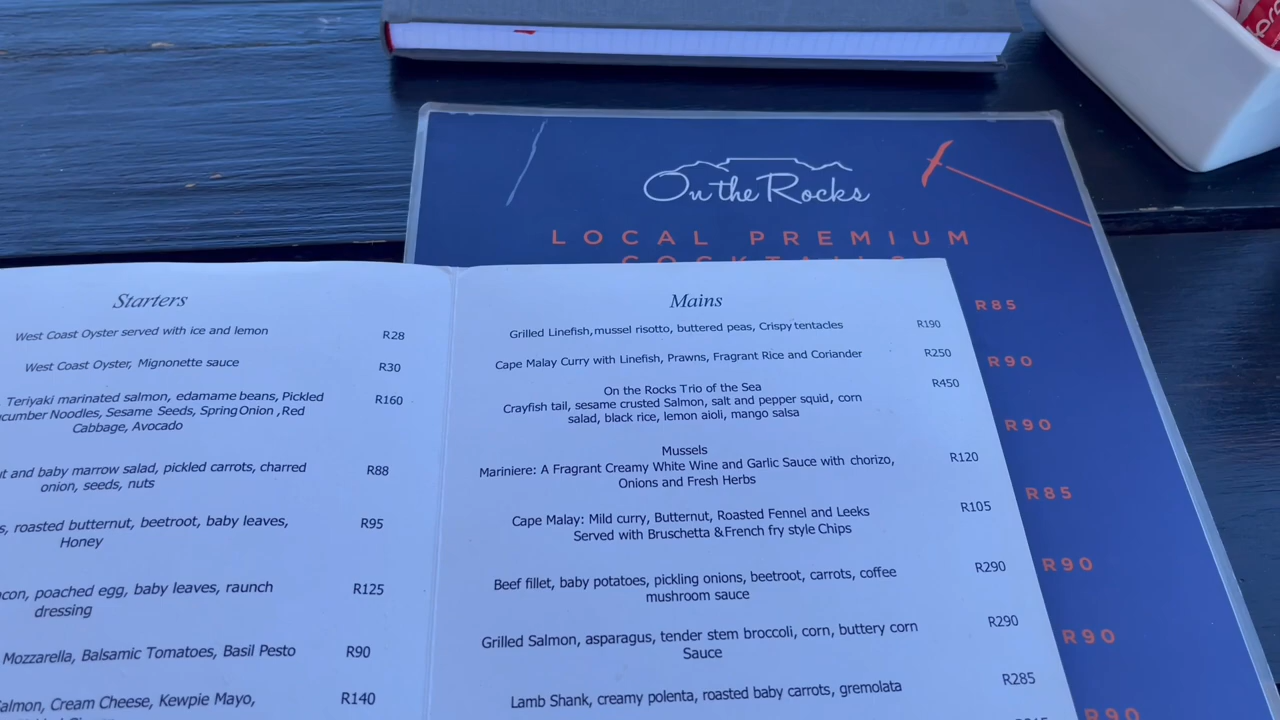 On the Rocks
LOCAL PREMIUM
COCKTAILS
R85
R90
R90
R85
R90
R90
R90
Starters
West Coast Oyster served with ice and lemon R28
West Coast Oyster, Mignonette sauce R30
Teriyaki marinated salmon, edamame beans, Pickled R160
Noodles, Sesame Seeds, Spring Onion ,Red
Cabbage, Avocado
and baby marrow salad, pickled carrots, charred R88
onion, seeds, nuts
roasted butternut, beetroot, baby leaves, R95
Honey
poached egg, baby leaves, raunch R125
dressing
Mozzarella, Balsamic Tomatoes, Basil Pesto R90
Salmon, Cream Cheese, Kewpie Mayo, R140
Mains
Grilled Linefish, mussel risotto, buttered peas, Crispy tentacles R190
Cape Malay Curry with Linefish, Prawns, Fragrant Rice and Coriander R250
On the Rocks Trio of the Sea R450
Crayfish tail, sesame crusted Salmon, salt and pepper squid, corn
salad, black rice, lemon aioli, mango salsa
Mussels
Mariniere: A Fragrant Creamy White Wine and Garlic Sauce with chorizo, R120
Onions and Fresh Herbs
Cape Malay: Mild curry, Butternut, Roasted Fennel and Leeks R105
Served with Bruschetta &French fry style Chips
Beef fillet, baby potatoes, pickling onions, beetroot, carrots, coffee R290
mushroom sauce
Grilled Salmon, asparagus, tender stem broccoli, corn, buttery corn R290
Sauce
Lamb Shank, creamy polenta, roasted baby carrots, gremolata R285